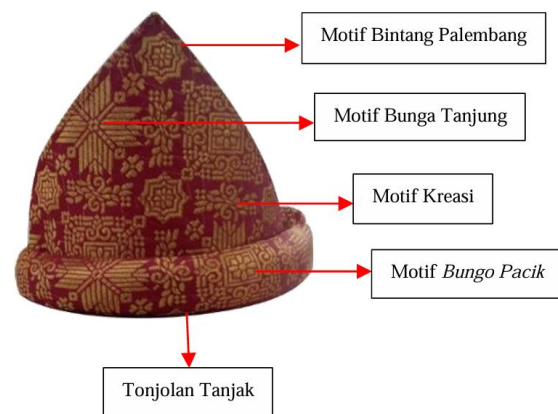 Motif Bintang Palembang
Motif Bunga Tanjung
Motif Kreasi
Motif Bungo Pacik
Tonjolan Tanjak